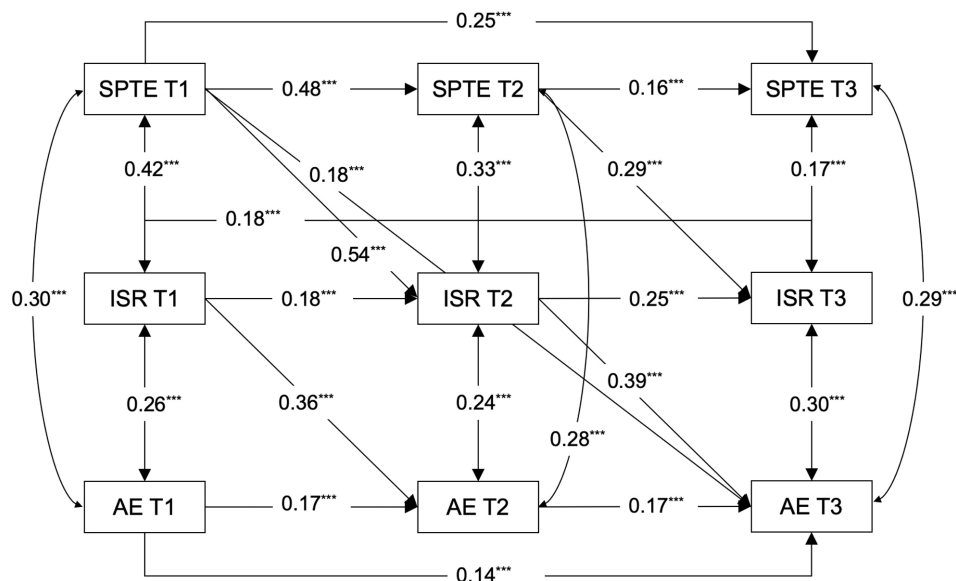 0.25***
SPTE T1
0.48***
SPTE T2
0.16***
SPTE T3
0.42***
0.18***
0.33***
0.29***
0.17***
0.18***
0.54***
0.30***
ISR T1
0.18***
ISR T2
0.25***
ISR T3
0.29***
0.26***
0.36***
0.24***
0.39***
0.30***
0.28***
AE T1
0.17***
AE T2
0.17***
AE T3
0.14***